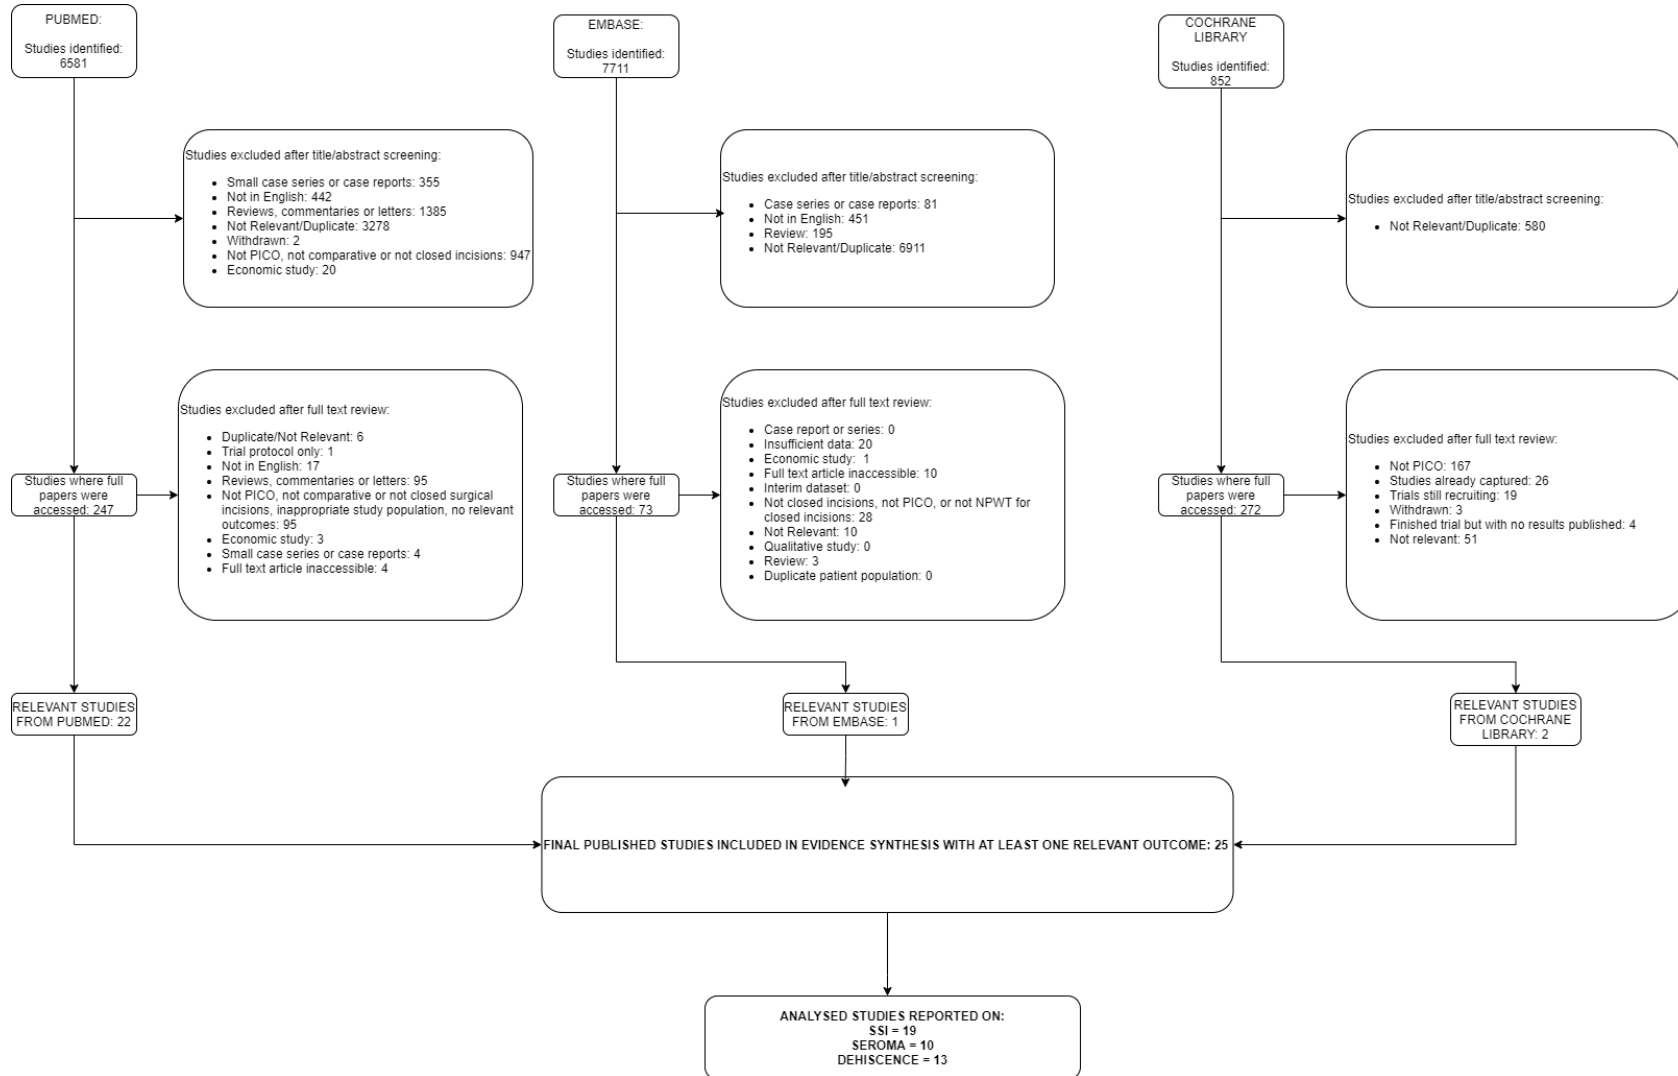 PUBMED:
Studies identified:
6581
EMBASE:
Studies identified:
7711
COCHRANE
LIBRARY
Studies identified:
852
Studies excluded after title/abstract screening:
• Small case series or case reports: 355
• Not in English: 442
• Reviews, commentaries or letters: 1385
• Not Relevant/Duplicate: 3278
• Withdrawn: 2
• Not PICO, not comparative or not closed incisions: 947
• Economic study: 20
Studies excluded after title/abstract screening:
• Case series or case reports: 81
• Not in English: 451
• Review: 195
• Not Relevant/Duplicate: 6911
Studies excluded after title/abstract screening:
• Not Relevant/Duplicate: 580
Studies where full
papers were
accessed: 247
Studies excluded after full text review:
• Duplicate/Not Relevant: 6
• Trial protocol only: 1
• Not in English: 17
• Reviews, commentaries or letters: 95
• Not PICO, not comparative or not closed surgical
incisions, inappropriate study population, no relevant
outcomes: 95
• Economic study: 3
• Small case series or case reports: 4
• Full text article inaccessible: 4
Studies where full
papers were
accessed: 73
Studies excluded after full text review:
• Case report or series: 0
• Insufficient data: 20
• Economic study: 1
• Full text article inaccessible: 10
• Interim dataset: 0
• Not closed incisions, not PICO, or not NPWT for
closed incisions: 28
• Not Relevant: 10
• Qualitative study: 0
• Review: 3
• Duplicate patient population: 0
Studies where full
papers were
accessed: 272
Studies excluded after full text review:
• Not PICO: 167
• Studies already captured: 26
• Trials still recruiting: 19
• Withdrawn: 3
• Finished trial but with no results published: 4
• Not relevant: 51
RELEVANT STUDIES
FROM PUBMED: 22
RELEVANT STUDIES
FROM EMBASE: 1
RELEVANT STUDIES
FROM COCHRANE
LIBRARY: 2
FINAL PUBLISHED STUDIES INCLUDED IN EVIDENCE SYNTHESIS WITH AT LEAST ONE RELEVANT OUTCOME: 25
ANALYSED STUDIES REPORTED ON:
SSI = 19
SEROMA = 10
DEHISCENCE = 13